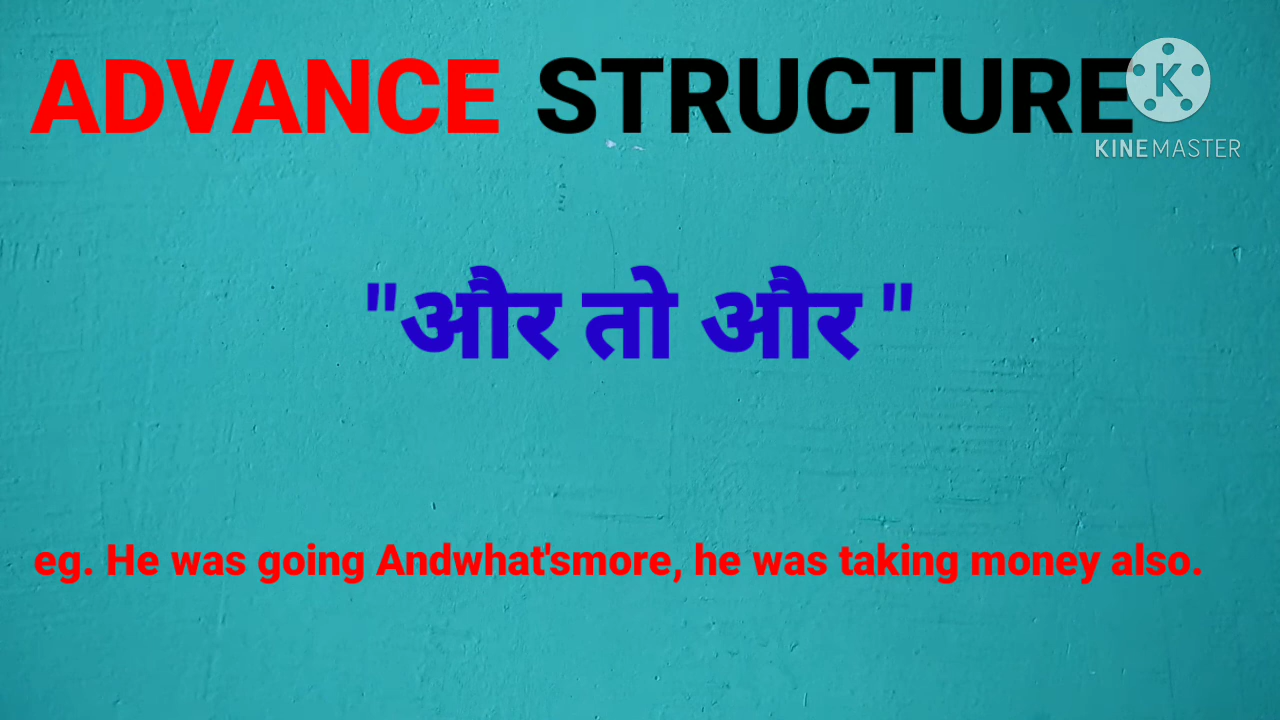 ADVANCE STRUCTURE
K
KINEMASTER
"और तो और "
eg. He was going Andwhat'smore, he was taking money also.